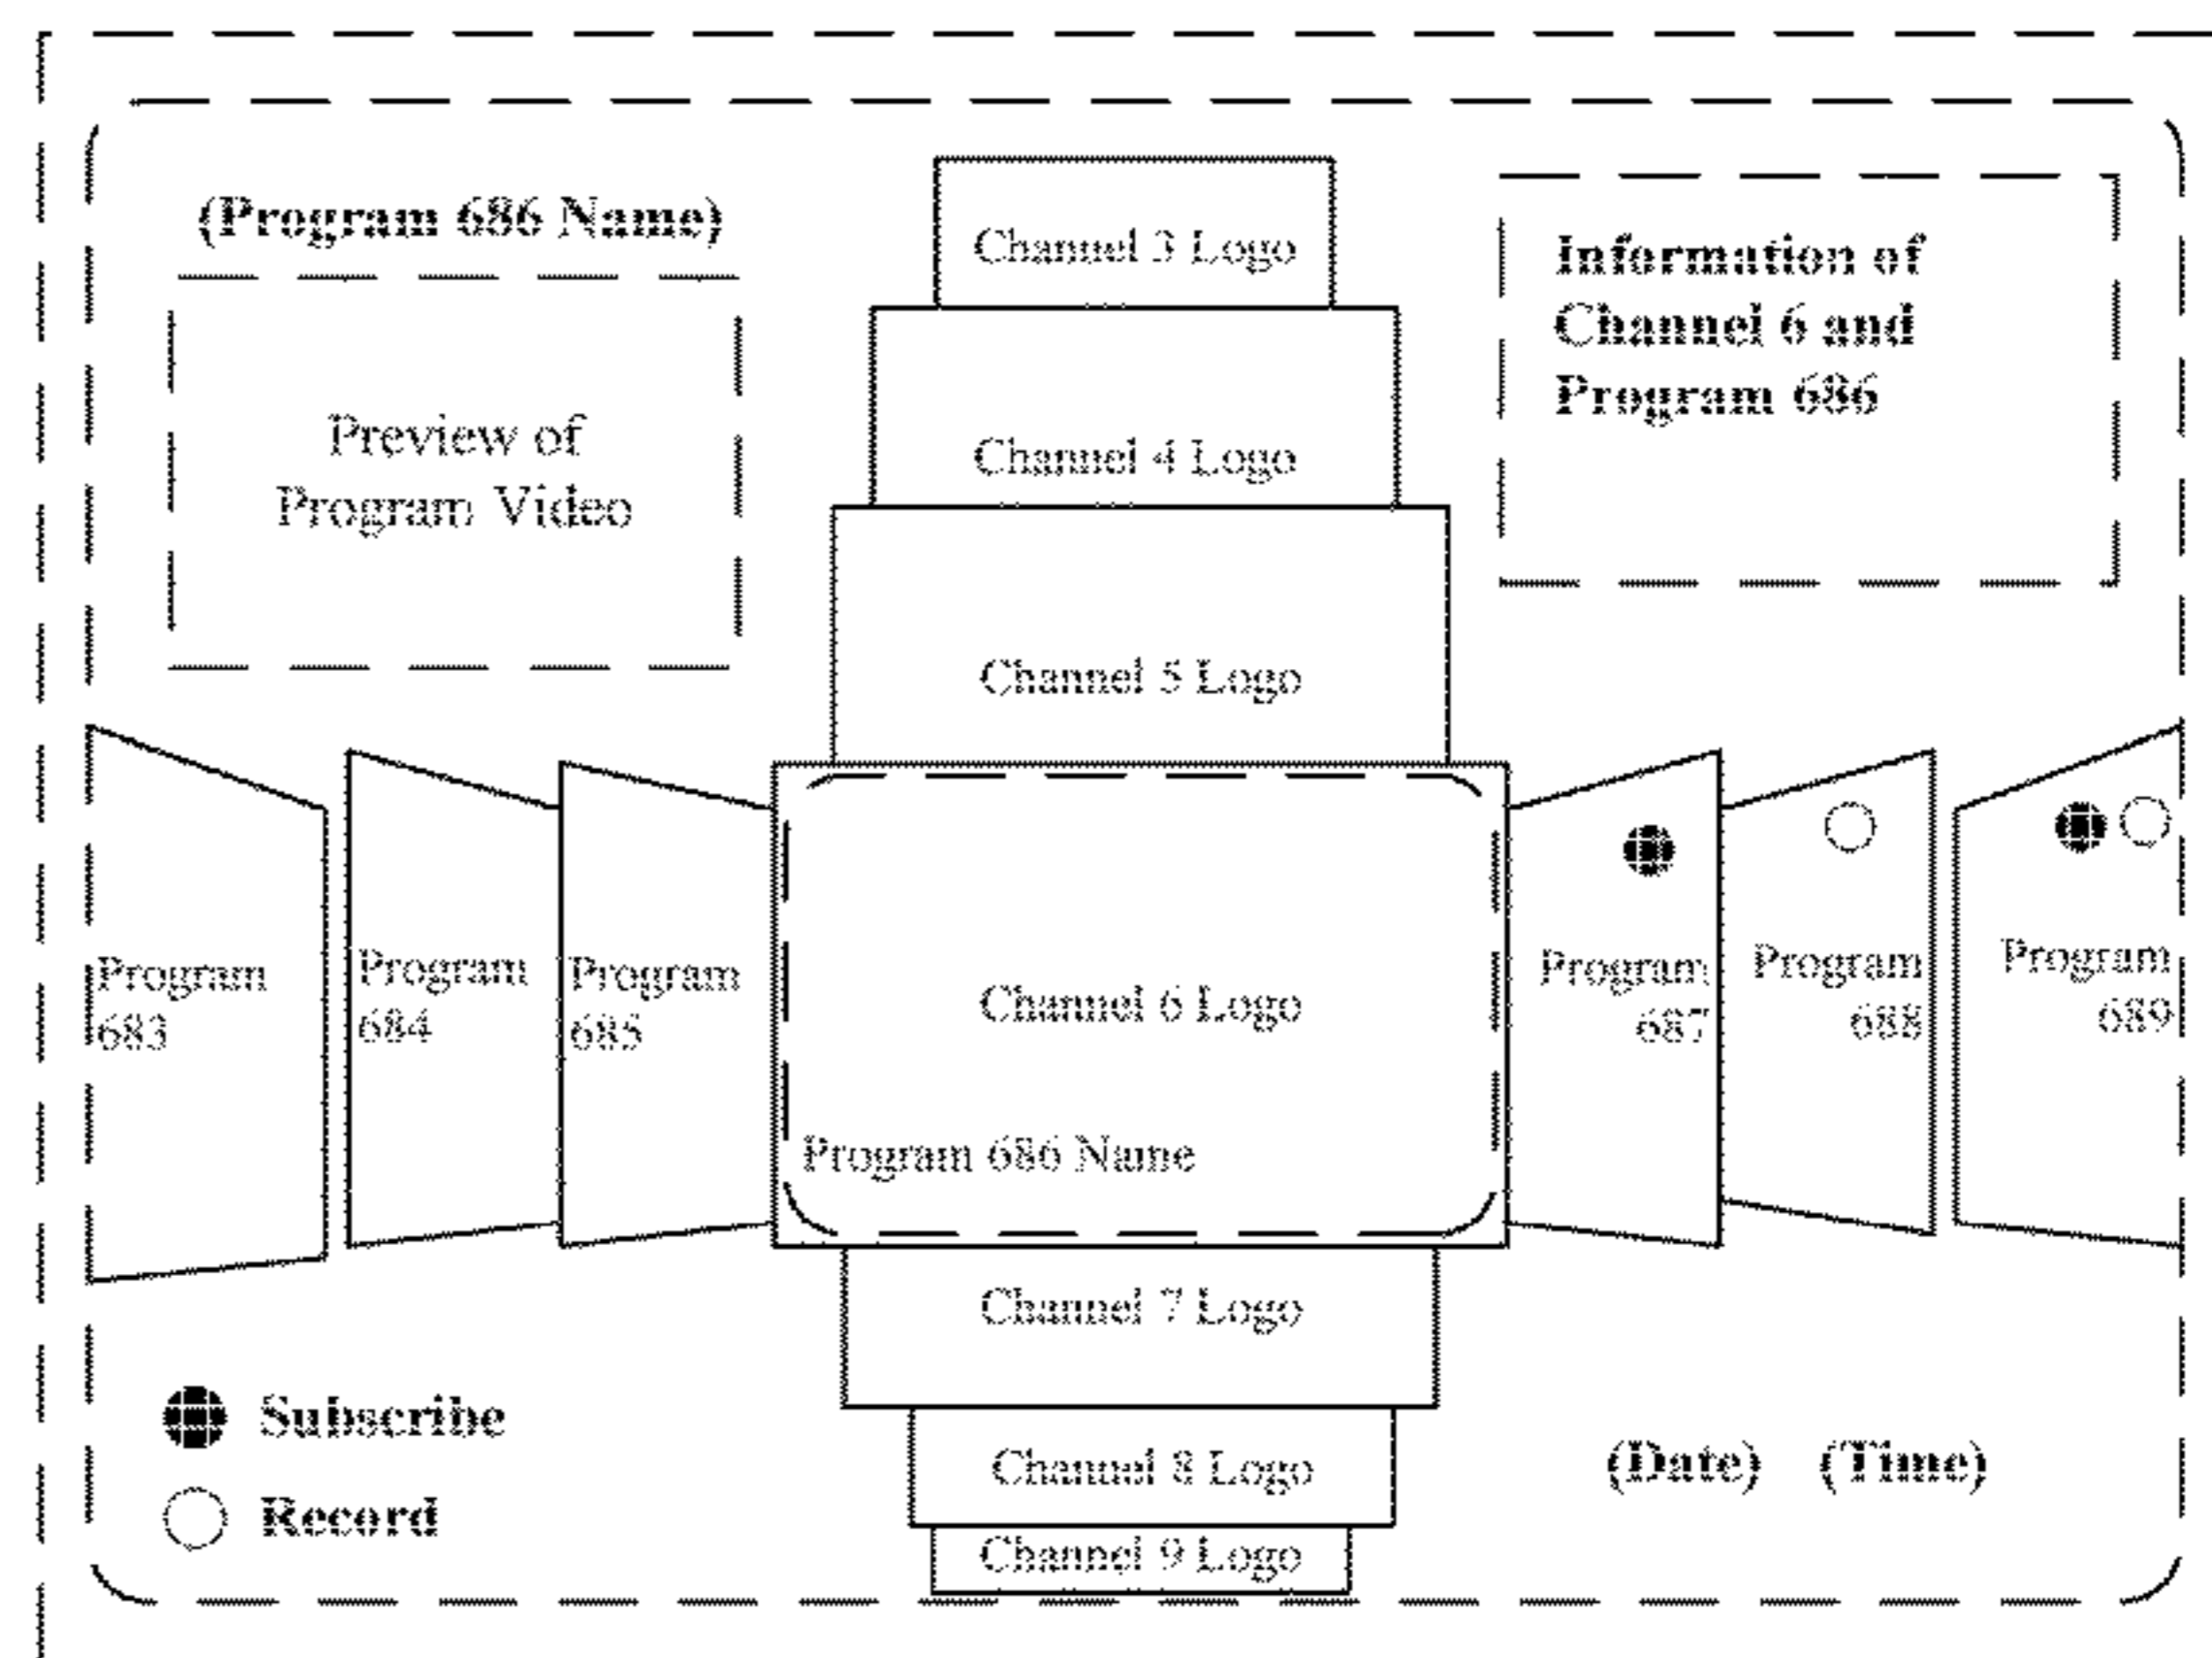 (Program 686 Name)
Preview of
Program Video
Channel 3 Logo
Channel 4 Logo
Channel 5 Logo
Information of
Channel 6 and
Program 686
Program
683
Program
684
Program
685
Channel 6 Logo
Program 686 Name
Program
687
Program
688
Program
689
Channel 7 Logo
Channel 8 Logo
Channel 9 Logo
Subscribe
Record
(Date) (Time)